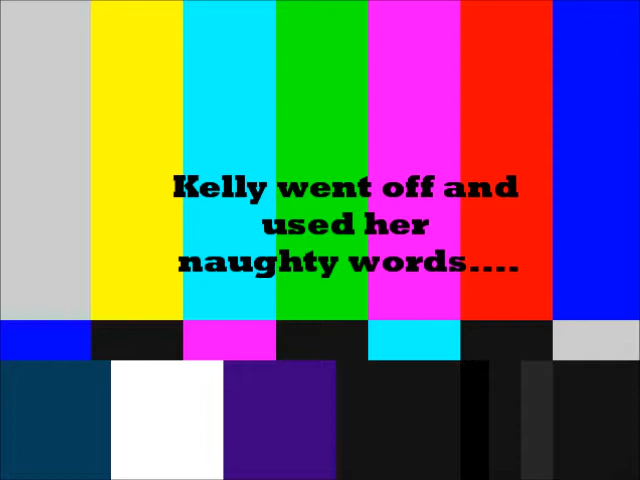 Kelly went off and
used her
naughty words....